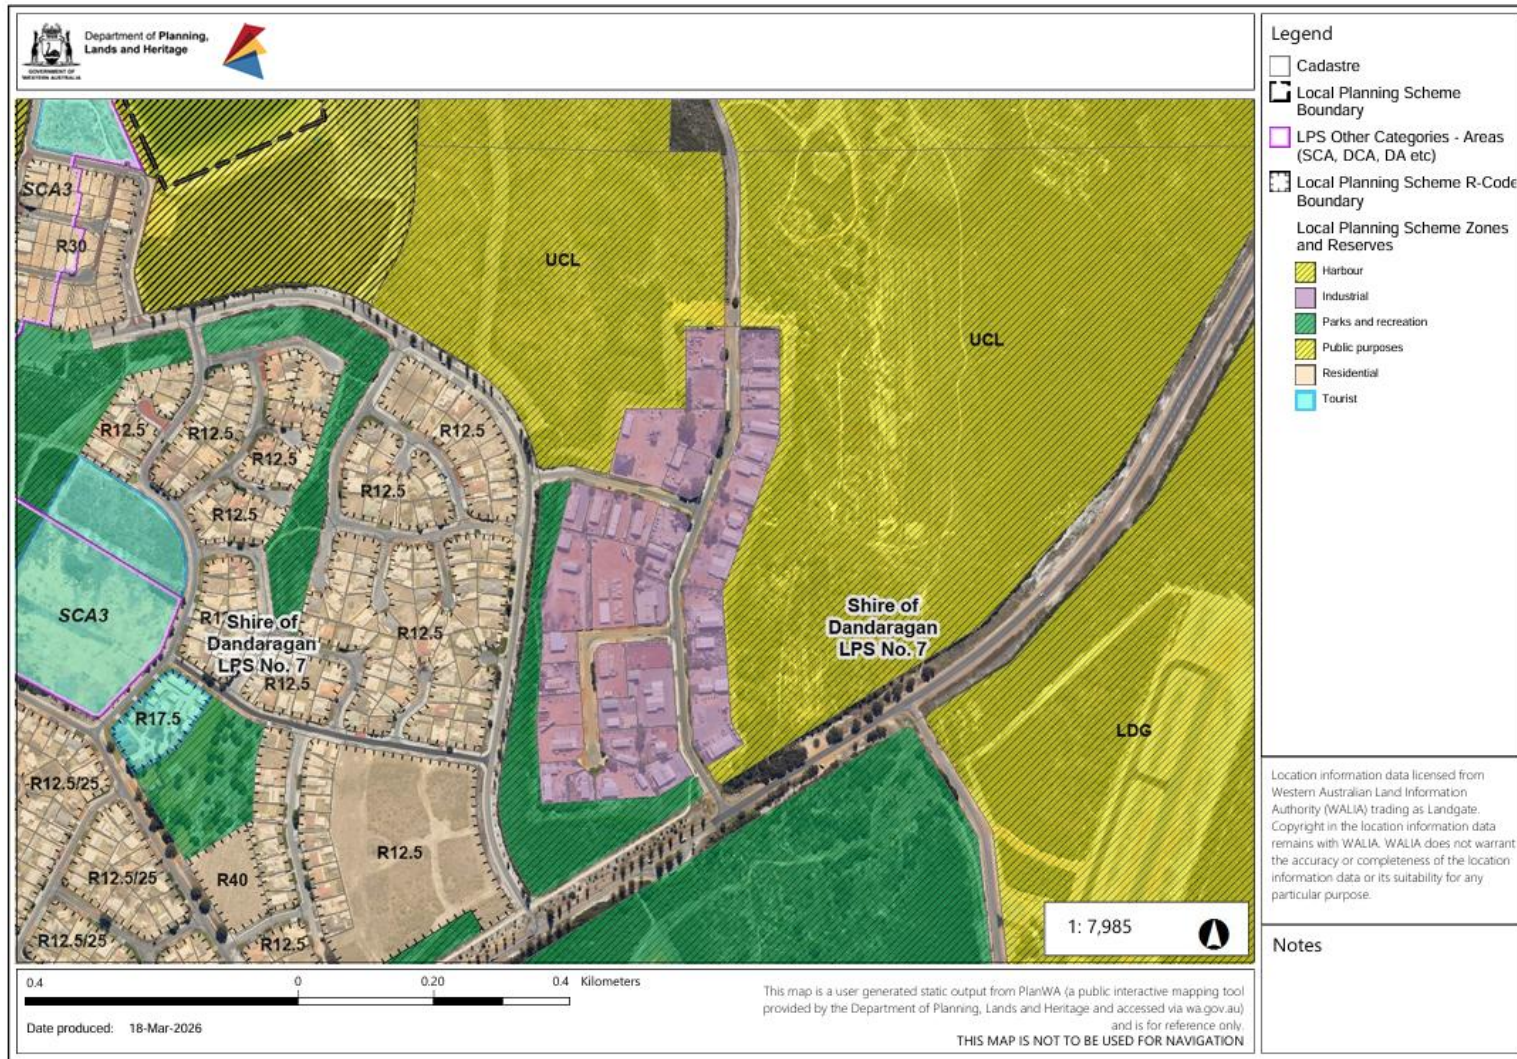 Department of Planning,
Lands and Heritage
GOVERNMENT OF
WESTERN AUSTRALIA
Legend
Cadastre
Local Planning Scheme
Boundary
LPS Other Categories - Areas
(SCA, DCA, DA etc)
Local Planning Scheme R-Code
Boundary
Local Planning Scheme Zones
and Reserves
Harbour
Industrial
Parks and recreation
Public purposes
Residential
Tourist
SCA3
R30
UCL
UCL
R12.5
R12.5
R12.5
R12.5
R12.5
R12.5
SCA3
R1
Shire of
Dandaragan
LPS No. 7
R12.5
R12.5
Shire of
Dandaragan
LPS No. 7
R17.5
LDG
R12.5/25
R12.5
R12.5/25
R40
R12.5/25
R12.5
1: 7,985
Location information data licensed from
Western Australian Land Information
Authority (WALIA) trading as Landgate.
Copyright in the location information data
remains with WALIA. WALIA does not warrant
the accuracy or completeness of the location
information data or its suitability for any
particular purpose.
Notes
0.4 0 0.20 0.4 Kilometers
Date produced: 18-Mar-2026
This map is a user generated static output from PlanWA (a public interactive mapping tool
provided by the Department of Planning, Lands and Heritage and accessed via wa.gov.au)
and is for reference only.
THIS MAP IS NOT TO BE USED FOR NAVIGATION